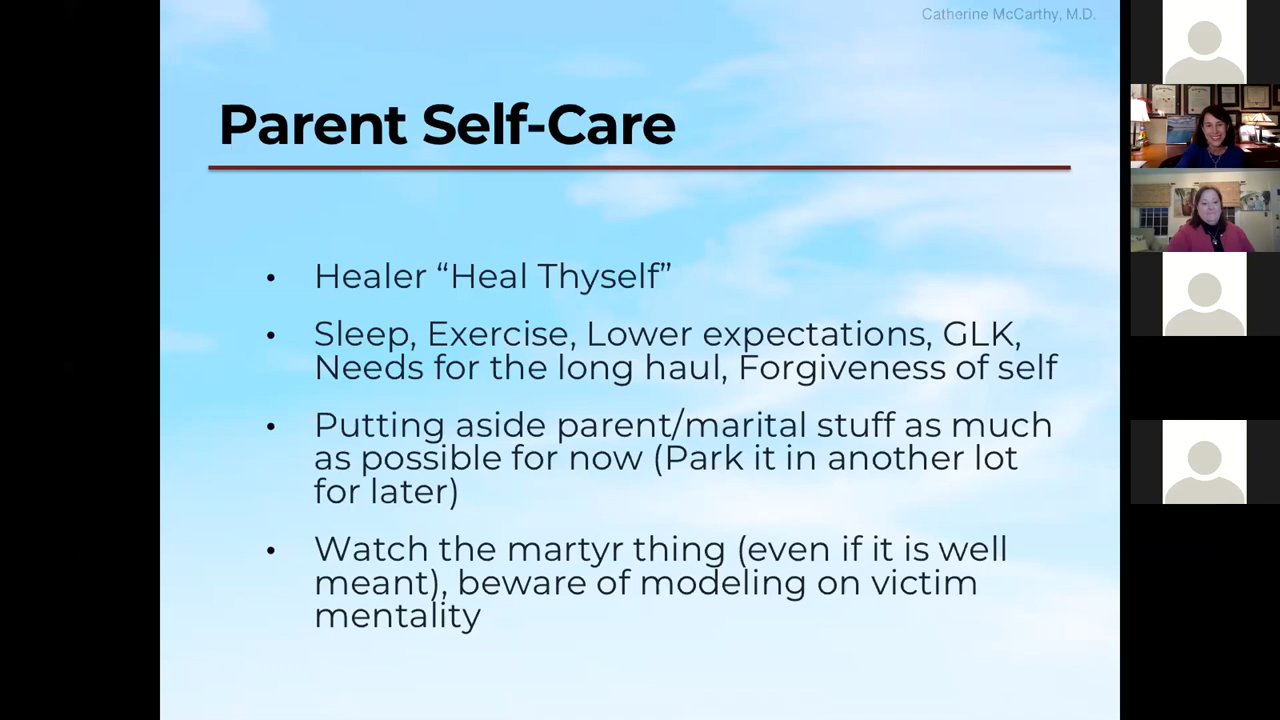 Catherine McCarthy, M.D.
Parent Self-Care
• Healer “Heal Thyself”
• Sleep, Exercise, Lower expectations, GLK,
Needs for the long haul, Forgiveness of self
• Putting aside parent/marital stuff as much
as possible for now (Park it in another lot
for later)
• Watch the martyr thing (even if it is well
meant), beware of modeling on victim
mentality